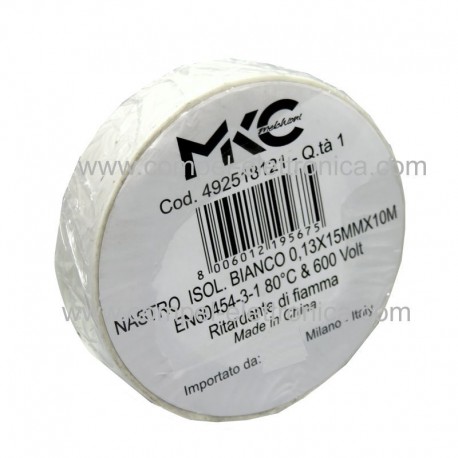 MKC
melchioni
Cod. 492518121 - Q.tà 1
8 006012 195675
NASTRO ISOL. BIANCO 0,13X15MMX10M
EN60454-3-1 80°C & 600 Volt
Ritardante di fiamma
Made in China
Importato da:
Milano - Italy